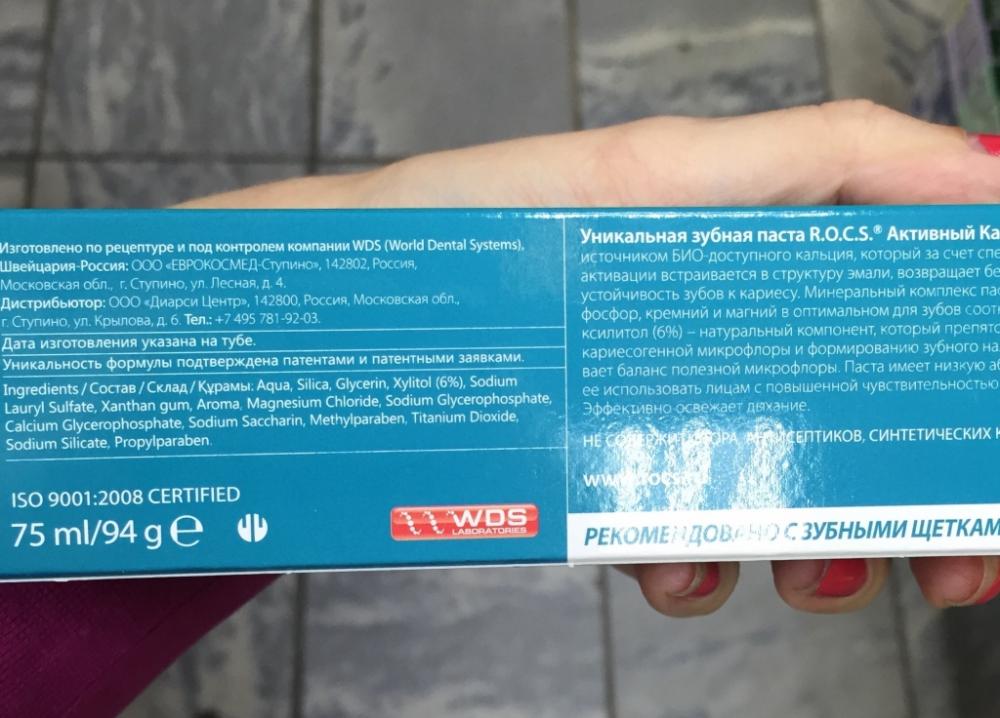 Изготовлено по рецептуре и под контролем компании WDS (World Dental Systems),
Швейцария-Россия: ООО «ЕВРОКОСМЕД-Ступино», 142802, Россия,
Московская обл., г. Ступино, ул. Лесная, д. 4.
Дистрибьютор: ООО «Диарси Центр», 142800, Россия, Московская обл.,
г. Ступино, ул. Крылова, д. 6. Тел.: +7 495 781-92-03.
Дата изготовления указана на тубе.
Уникальность формулы подтверждена патентами и патентными заявками.
Ingredients / Состав / Склад / Құрамы: Aqua, Silica, Glycerin, Xylitol (6%), Sodium
Lauryl Sulfate, Xanthan gum, Aroma, Magnesium Chloride, Sodium Glycerophosphate,
Calcium Glycerophosphate, Sodium Saccharin, Methylparaben, Titanium Dioxide,
Sodium Silicate, Propylparaben.
ISO 9001:2008 CERTIFIED
75 ml/94 g ℮
WDS
LABORATORIES
Уникальная зубная паста R.O.C.S.® Активный Ка
источником БИО-доступного кальция, который за счет спе
активации встраивается в структуру эмали, возвращает бе
устойчивость зубов к кариесу. Минеральный комплекс пас
фосфор, кремний и магний в оптимальном для зубов соот
ксилитол (6%) – натуральный компонент, который препятс
кариесогенной микрофлоры и формированию зубного на
вает баланс полезной микрофлоры. Паста имеет низкую аб
ее использовать лицам с повышенной чувствительностью
Эффективно освежает дыхание.
НЕ СОДЕРЖИТ ФТОРА, АНТИСЕПТИКОВ, СИНТЕТИЧЕСКИХ К
РЕКОМЕНДОВАНО С ЗУБНЫМИ ЩЕТКАМ